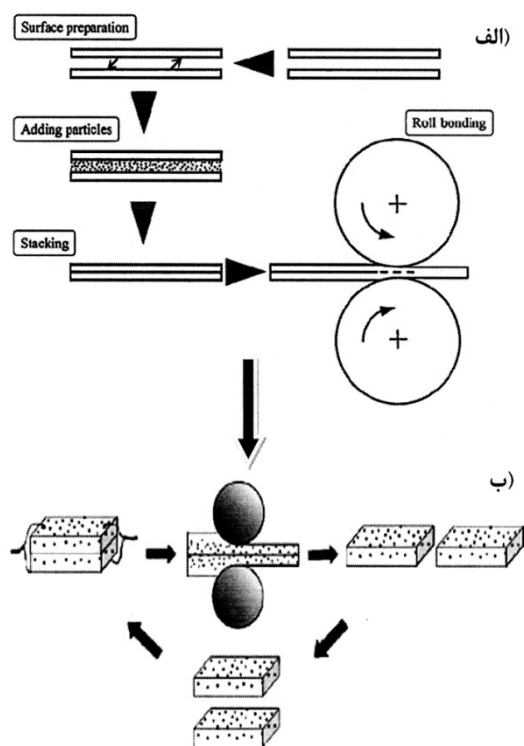 Surface preparation
الف)
Adding particles
Roll bonding
Stacking
ب)